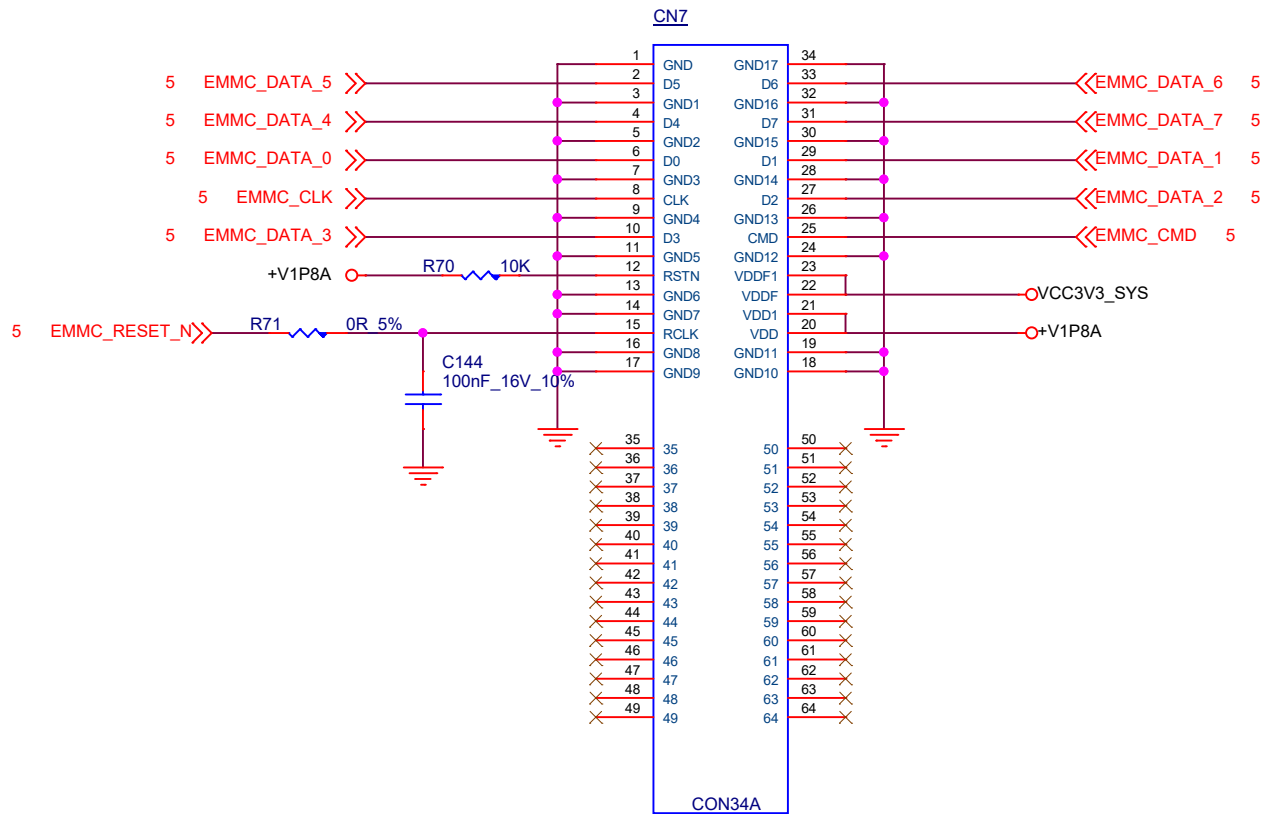 CN7
1 GND GND17 34
5 EMMC_DATA_5 2 D5 D6 33 EMMC_DATA_6 5
3 GND1 GND16 32
5 EMMC_DATA_4 4 D4 D7 31 EMMC_DATA_7 5
5 GND2 GND15 30
5 EMMC_DATA_0 6 D0 D1 29 EMMC_DATA_1 5
7 GND3 GND14 28
5 EMMC_CLK 8 CLK D2 27 EMMC_DATA_2 5
9 GND4 GND13 26
5 EMMC_DATA_3 10 D3 CMD 25 EMMC_CMD 5
11 GND5 GND12 24
+V1P8A R70 10K 12 RSTN VDDF1 23
13 GND6 VDDF 22 VCC3V3_SYS
14 GND7 VDD1 21
5 EMMC_RESET_N R71 0R 5% 15 RCLK VDD 20 +V1P8A
16 GND8 GND11 19
C144
100nF_16V_10%
17 GND9 GND10 18
35 35 50 50
36 36 51 51
37 37 52 52
38 38 53 53
39 39 54 54
40 40 55 55
41 41 56 56
42 42 57 57
43 43 58 58
44 44 59 59
45 45 60 60
46 46 61 61
47 47 62 62
48 48 63 63
49 49 64 64
CON34A